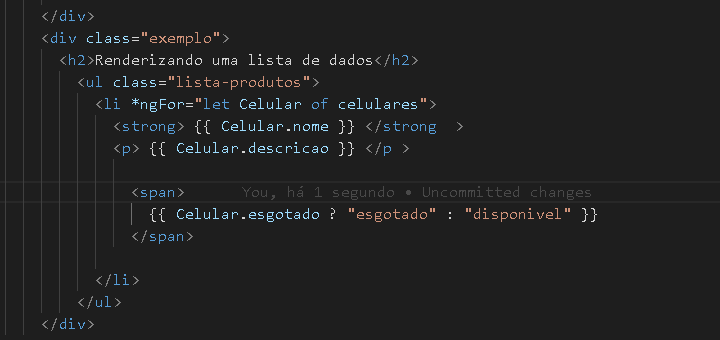 </div>
<div class="exemplo">
<h2>Renderizando uma lista de dados</h2>
<ul class="lista-produtos">
<li *ngFor="let Celular of celulares">
<strong> {{ Celular.nome }} </strong  >
<p> {{ Celular.descricao }} </p >
<span> You, há 1 segundo • Uncommitted changes
{{ Celular.esgotado ? "esgotado" : "disponivel" }}
</span>
</li>
</ul>
</div>